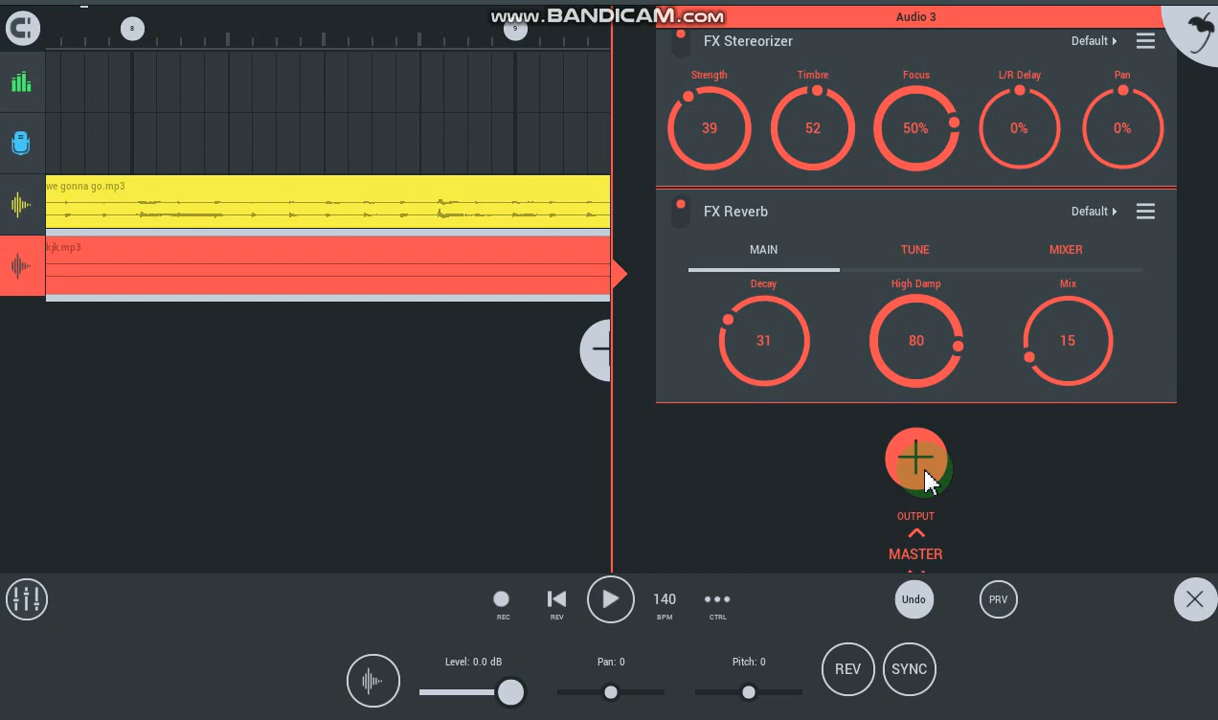 www.BANDICAM.com
Audio 3
8
9
FX Stereorizer
Default
Strength
Timbre
Focus
L/R Delay
Pan
39
52
50%
0%
0%
we gonna go.mp3
FX Reverb
Default
kjk.mp3
MAIN
TUNE
MIXER
Decay
High Damp
Mix
31
80
15
OUTPUT
MASTER
140
Undo
PRV
REC
REV
BPM
CTRL
Level: 0.0 dB
Pan: 0
Pitch: 0
REV
SYNC